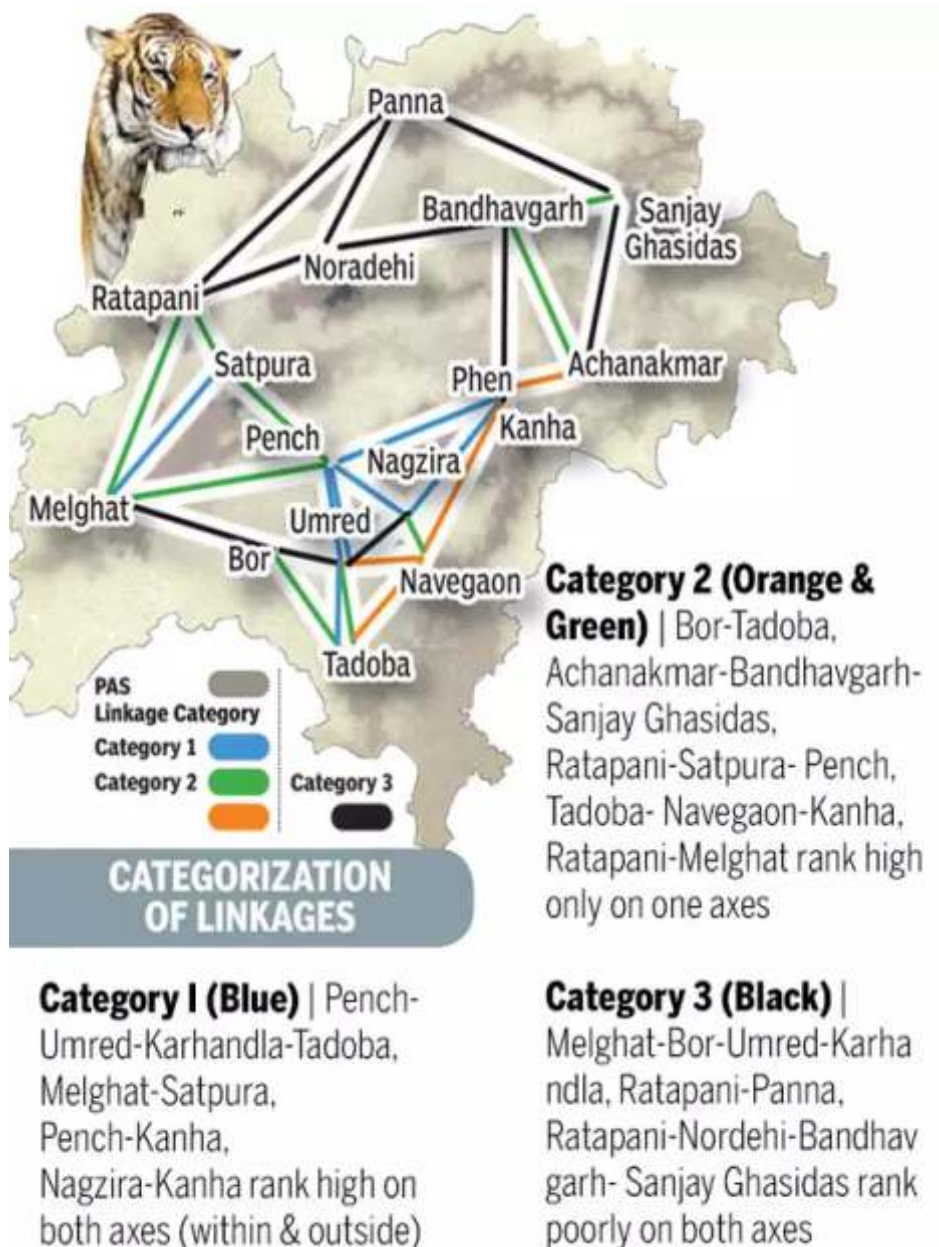 Panna
Bandhavgarh
Sanjay
Ghasidas
Noradehi
Ratapani
Satpura
Achanakmar
Phen
Kanha
Pench
Nagzira
Melghat
Umred
Bor
Navegaon
Tadoba
PAS
Linkage Category
Category 1
Category 2
Category 3
CATEGORIZATION
OF LINKAGES
Category 2 (Orange &
Green) | Bor-Tadoba,
Achanakmar-Bandhavgarh-
Sanjay Ghasidas,
Ratapani-Satpura- Pench,
Tadoba- Navegaon-Kanha,
Ratapani-Melghat rank high
only on one axes
Category I (Blue) | Pench-
Umred-Karhandla-Tadoba,
Melghat-Satpura,
Pench-Kanha,
Nagzira-Kanha rank high on
both axes (within & outside)
Category 3 (Black) |
Melghat-Bor-Umred-Karha
ndla, Ratapani-Panna,
Ratapani-Nordehi-Bandhav
garh- Sanjay Ghasidas rank
poorly on both axes